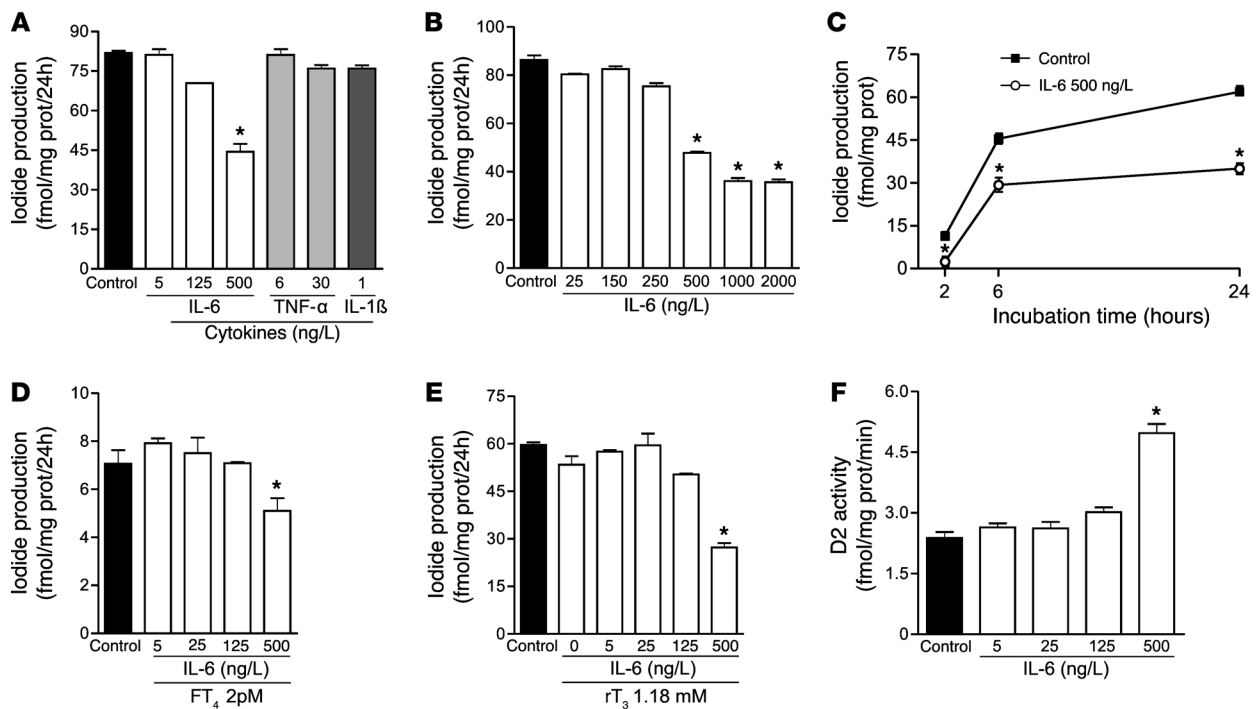 A
Iodide production
(fmol/mg prot/24h)
90
75
60
45
30
15
0
*
Control 5 125 500 6 30 1
IL-6 TNF-α IL-1ß
Cytokines (ng/L)
B
Iodide production
(fmol/mg prot/24h)
100
80
60
40
20
0
* * *
Control 25 150 250 500 1000 2000
IL-6 (ng/L)
C
Iodide production
(fmol/mg prot)
75
60
45
30
15
0
Control
IL-6 500 ng/L
* * *
2 6 24
Incubation time (hours)
D
Iodide production
(fmol/mg prot/24h)
10
8
6
4
2
0
*
Control 5 25 125 500
IL-6 (ng/L)
FT4 2pM
E
Iodide production
(fmol/mg prot/24h)
75
60
45
30
15
0
*
Control 0 5 25 125 500
IL-6 (ng/L)
rT3 1.18 mM
F
D2 activity
(fmol/mg prot/min)
6.0
4.5
3.0
1.5
0
*
Control 5 25 125 500
IL-6 (ng/L)